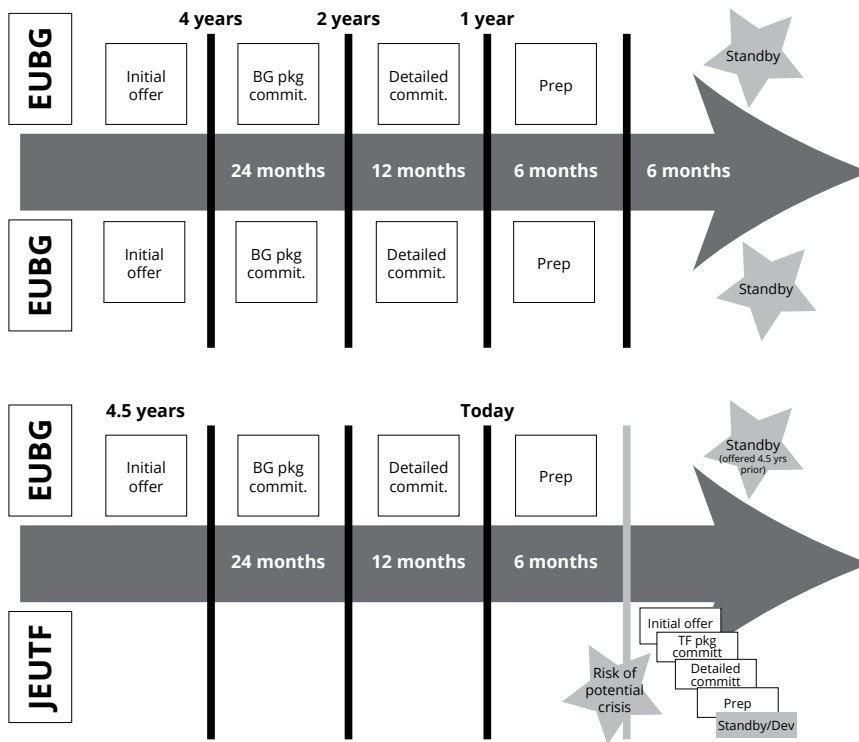 4 years
2 years
1 year
EUBG
Initial
offer
BG pkg
commit.
Detailed
commit.
Prep
Standby
24 months
12 months
6 months
6 months
EUBG
Initial
offer
BG pkg
commit.
Detailed
commit.
Prep
Standby
4.5 years
Today
EUBG
Initial
offer
BG pkg
commit.
Detailed
commit.
Prep
Standby
(offered 4.5 yrs
prior)
24 months
12 months
6 months
JEUTF
Risk of
potential
crisis
Initial offer
TF pkg
committ
Detailed
committ
Prep
Standby/Dev